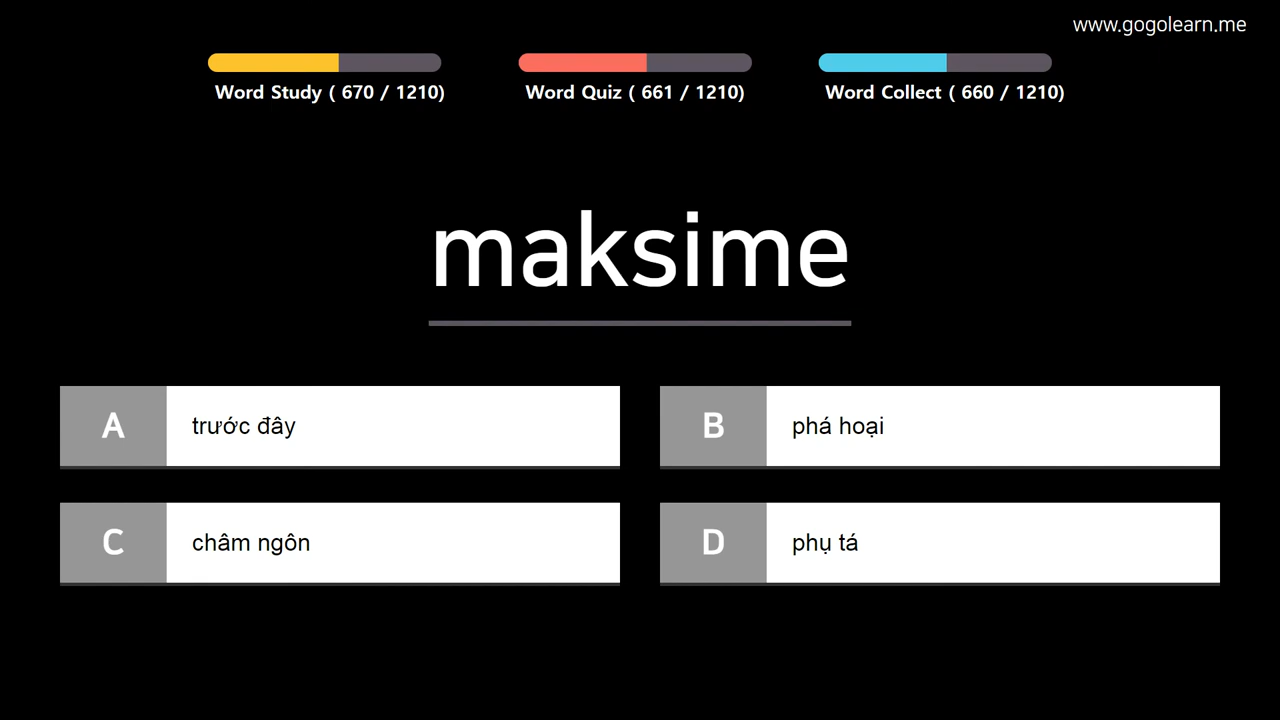 www.gogolearn.me
Word Study ( 670 / 1210)
Word Quiz ( 661 / 1210)
Word Collect ( 660 / 1210)
maksime
A
trước đây
B
phá hoại
C
châm ngôn
D
phụ tá